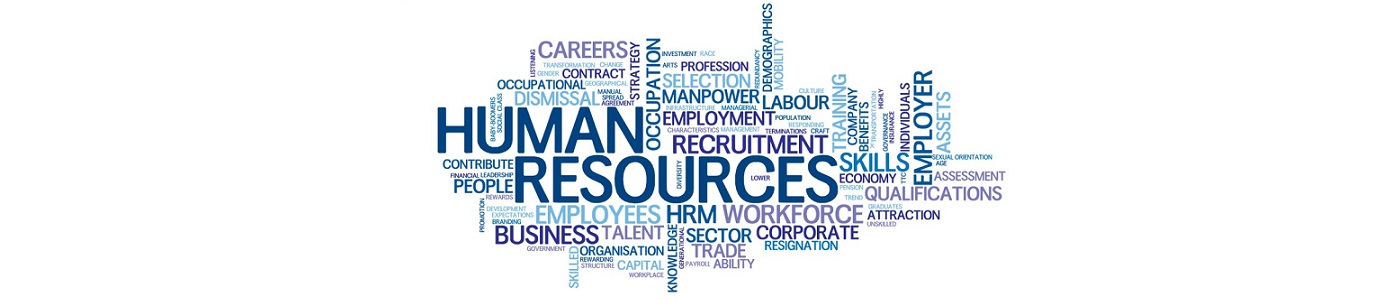 CAREERS
LISTENING
TRANSFORMATION
CHANGE
GENDER
CONTRACT
STRATEGY
OCCUPATION
INVESTMENT
RACE
ARTS
PROFESSION
REDUNDANCY
DEMOGRAPHICS
MOBILITY
OCCUPATIONAL
GEOGRAPHICAL
SELECTION
DISMISSAL
MANUAL
SPREAD
AGREEMENT
MANPOWER
CULTURE
BABY-BOOMERS
SOCIAL CLASS
INFRASTRUCTURE
MANAGERIAL
LABOUR
TRAINING
COMPANY
BENEFITS
TRANSPORTATION
HIGHLY
GOVERNANCE
INSURANCE
INDIVIDUALS
EMPLOYER
ASSETS
HUMAN
EMPLOYMENT
POPULATION
RESPONDING
CHARACTERISTICS
MANAGEMENT
TERMINATIONS
CRAFT
RECRUITMENT
CONTRIBUTE
RESOURCES
DIVERSITY
LOWER
SKILLS
SEXUAL ORIENTATION
AGE
FINANCIAL
LEADERSHIP
ECONOMY
TYC
ASSESSMENT
PEOPLE
PENSION
QUALIFICATIONS
REWARDS
TREND
PROMOTION
DEVELOPMENT
EXPECTATIONS
BRANDING
EMPLOYEES
HRM
WORKFORCE
GRADUATES
ATTRACTION
UNSKILLED
BUSINESS
TALENT
KNOWLEDGE
GENERATIONAL
SECTOR
CORPORATE
RESIGNATION
GOVERNMENT
SKILLED
ORGANISATION
REWARDING
STRUCTURE
CAPITAL
WORKPLACE
TRADE
PAYROLL
ABILITY